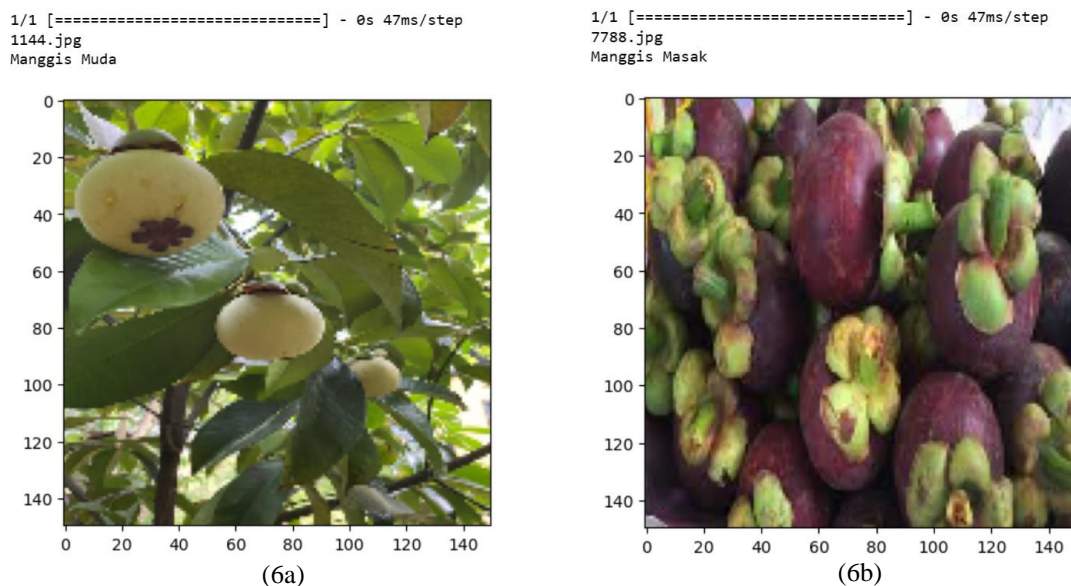 1/1 [==============================] - 0s 47ms/step
1144.jpg
Manggis Muda
0
20
40
60
80
100
120
140
0 20 40 60 80 100 120 140
(6a)
1/1 [==============================] - 0s 47ms/step
7788.jpg
Manggis Masak
0
20
40
60
80
100
120
140
0 20 40 60 80 100 120 140
(6b)